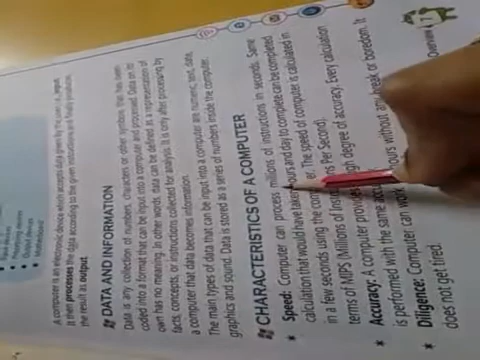 A computer is an electronic device which accepts data given by the user i.e., input.
It then processes the data according to the given instructions and finally produces
the result as output.
DATA AND INFORMATION
Data is any collection of numbers, characters or other symbols that has been
coded into a format that can be input into a computer and processed. Data on its
own has no meaning. In other words, data can be defined as a representation of
facts, concepts, or instructions collected for analysis. It is only after processing by
a computer that data becomes information.
The main types of data that can be input into a computer are numeric, text, date,
graphics and sound. Data is stored as a series of numbers inside the computer.
CHARACTERISTICS OF A COMPUTER
Speed: Computer can process millions of instructions in seconds. Same
calculation that would have taken hours and day to complete can be completed
in a few seconds using the The speed of computer is calculated in
terms of MIPS (Millions of Per Second).
Accuracy: A computer high degree of accuracy. Every calculation
is performed with the same
Diligence: Computer can work hours without any break or boredom. It
does not get tired.
Overview 7